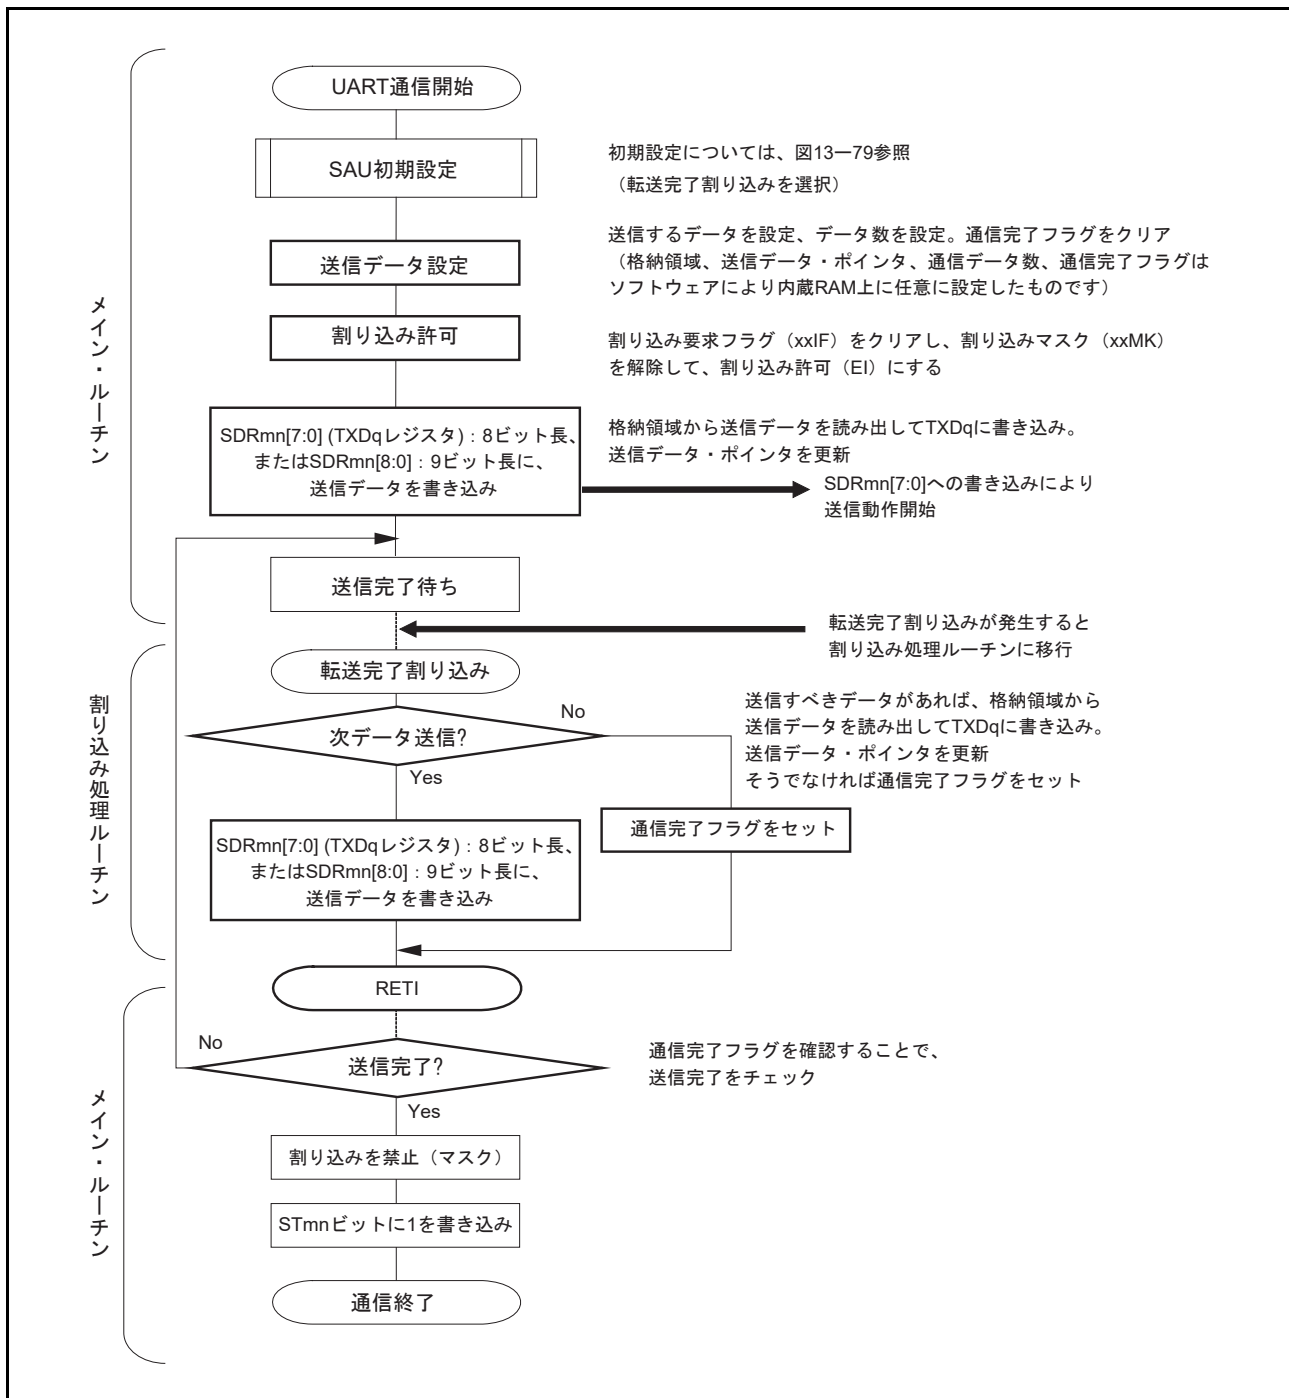 UART通信開始
SAU初期設定
初期設定については、図13―79参照
（転送完了割り込みを選択）
送信データ設定
送信するデータを設定、データ数を設定。通信完了フラグをクリア
（格納領域、送信データ・ポインタ、通信データ数、通信完了フラグは
ソフトウェアにより内蔵RAM上に任意に設定したものです）
メイン・ルーチン
割り込み許可
割り込み要求フラグ（xxIF）をクリアし、割り込みマスク（xxMK）
を解除して、割り込み許可（EI）にする
SDRmn[7:0] (TXDqレジスタ)：8ビット長、
またはSDRmn[8:0]：9ビット長に、
送信データを書き込み
格納領域から送信データを読み出してTXDqに書き込み。
送信データ・ポインタを更新
SDRmn[7:0]への書き込みにより
送信動作開始
送信完了待ち
転送完了割り込みが発生すると
割り込み処理ルーチンに移行
転送完了割り込み
割り込み処理ルーチン
次データ送信?
No
Yes
送信すべきデータがあれば、格納領域から
送信データを読み出してTXDqに書き込み。
送信データ・ポインタを更新
そうでなければ通信完了フラグをセット
SDRmn[7:0] (TXDqレジスタ)：8ビット長、
またはSDRmn[8:0]：9ビット長に、
送信データを書き込み
通信完了フラグをセット
RETI
メイン・ルーチン
No
送信完了?
Yes
通信完了フラグを確認することで、
送信完了をチェック
割り込みを禁止（マスク）
STmnビットに1を書き込み
通信終了